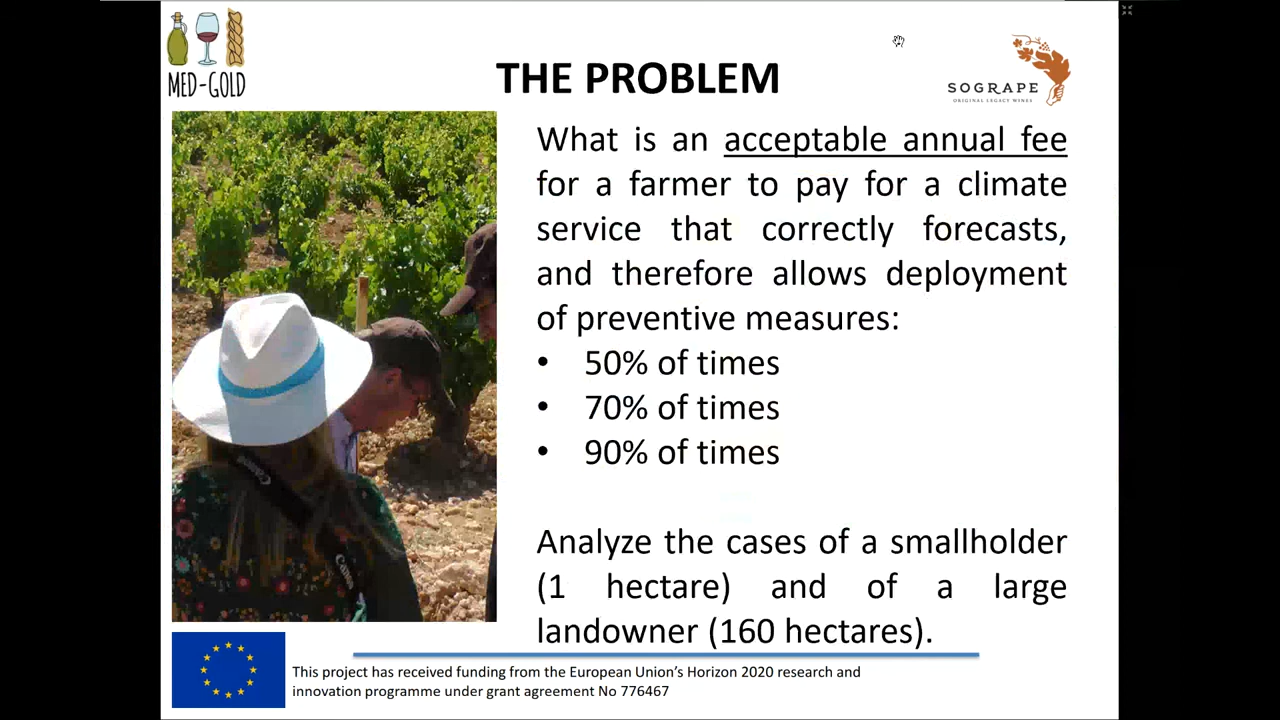 MED-GOLD
THE PROBLEM
SOGRAPE
ORIGINAL LEGACY WINES
What is an acceptable annual fee
for a farmer to pay for a climate
service that correctly forecasts,
and therefore allows deployment
of preventive measures:
• 50% of times
• 70% of times
• 90% of times
Analyze the cases of a smallholder
(1 hectare) and of a large
landowner (160 hectares).
Canon
Canon
This project has received funding from the European Union’s Horizon 2020 research and
innovation programme under grant agreement No 776467